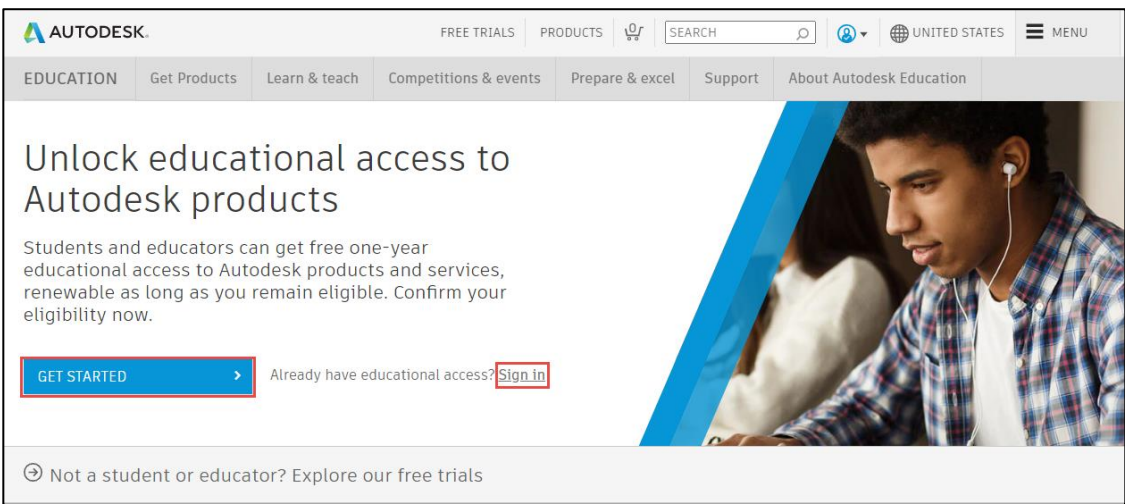 AUTODESK. FREE TRIALS PRODUCTS 0 SEARCH UNITED STATES MENU
EDUCATION Get Products Learn & teach Competitions & events Prepare & excel Support About Autodesk Education
Unlock educational access to
Autodesk products
Students and educators can get free one-year
educational access to Autodesk products and services,
renewable as long as you remain eligible. Confirm your
eligibility now.
GET STARTED > Already have educational access? Sign in
Not a student or educator? Explore our free trials